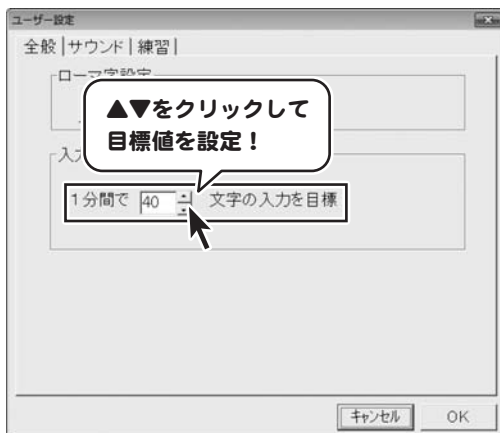 ユーザー設定
全般|サウンド|練習|
ローマ字設定
▲▼をクリックして
目標値を設定！
入
1分間で 40 文字の入力を目標
キャンセル OK